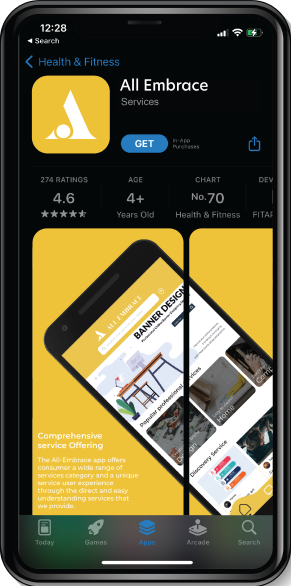 12:28
◀ Search
Health & Fitness
All Embrace
Services
GET
In-App
Purchases
274 RATINGS
AGE
CHART
DEV
4.6
4+
No.70
Years Old
Health & Fitness
FITAF
ALL EMBRACE
BANNER DESIGN
Popular professional
Services
Home
Discovery Service
Comprehensive
service Offering
The All-Embrace app offers
consumer a wide range of
services category and a unique
service user experience
through the direct and easy
understanding services that
we provide.
Today
Games
Apps
Arcade
Search